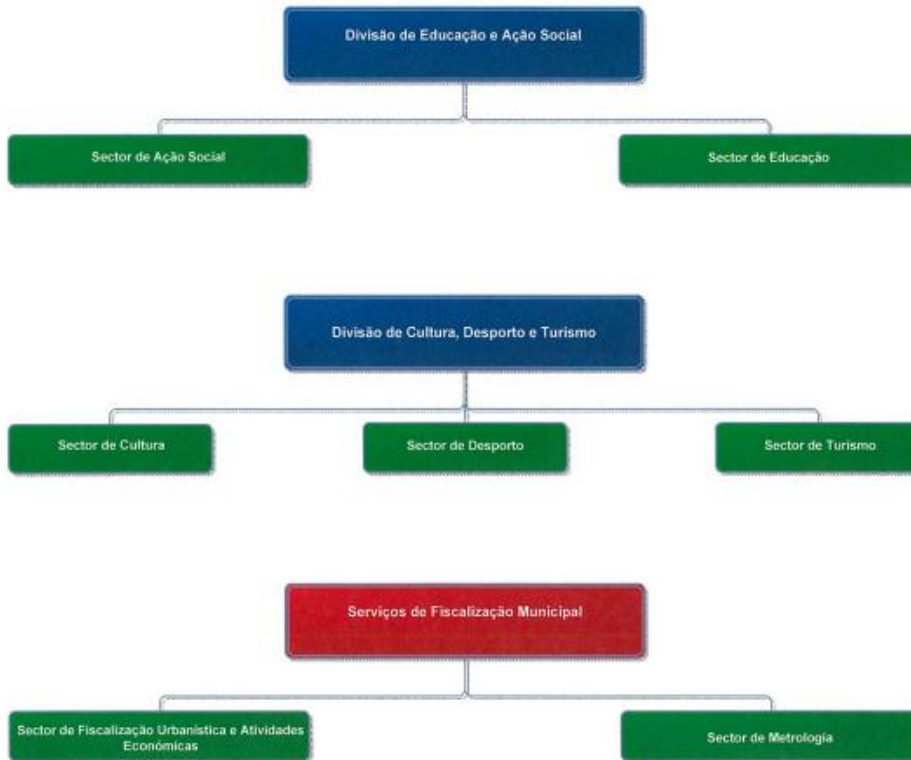 Divisão de Educação e Ação Social
Sector de Ação Social
Sector de Educação
Divisão de Cultura, Desporto e Turismo
Sector de Cultura
Sector de Desporto
Sector de Turismo
Serviços de Fiscalização Municipal
Sector de Fiscalização Urbanística e Atividades
Económicas
Sector de Metrologia